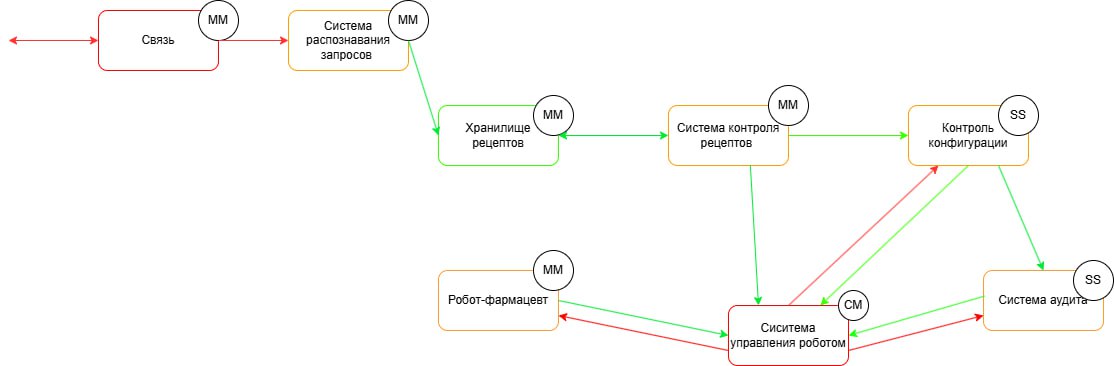 Связь
MM
Система
распознавания
запросов
MM
Хранилище
рецептов
MM
Система контроля
рецептов
MM
Контроль
конфигурации
SS
Робот-фармацевт
MM
Сиситема
управления роботом
CM
Система аудита
SS